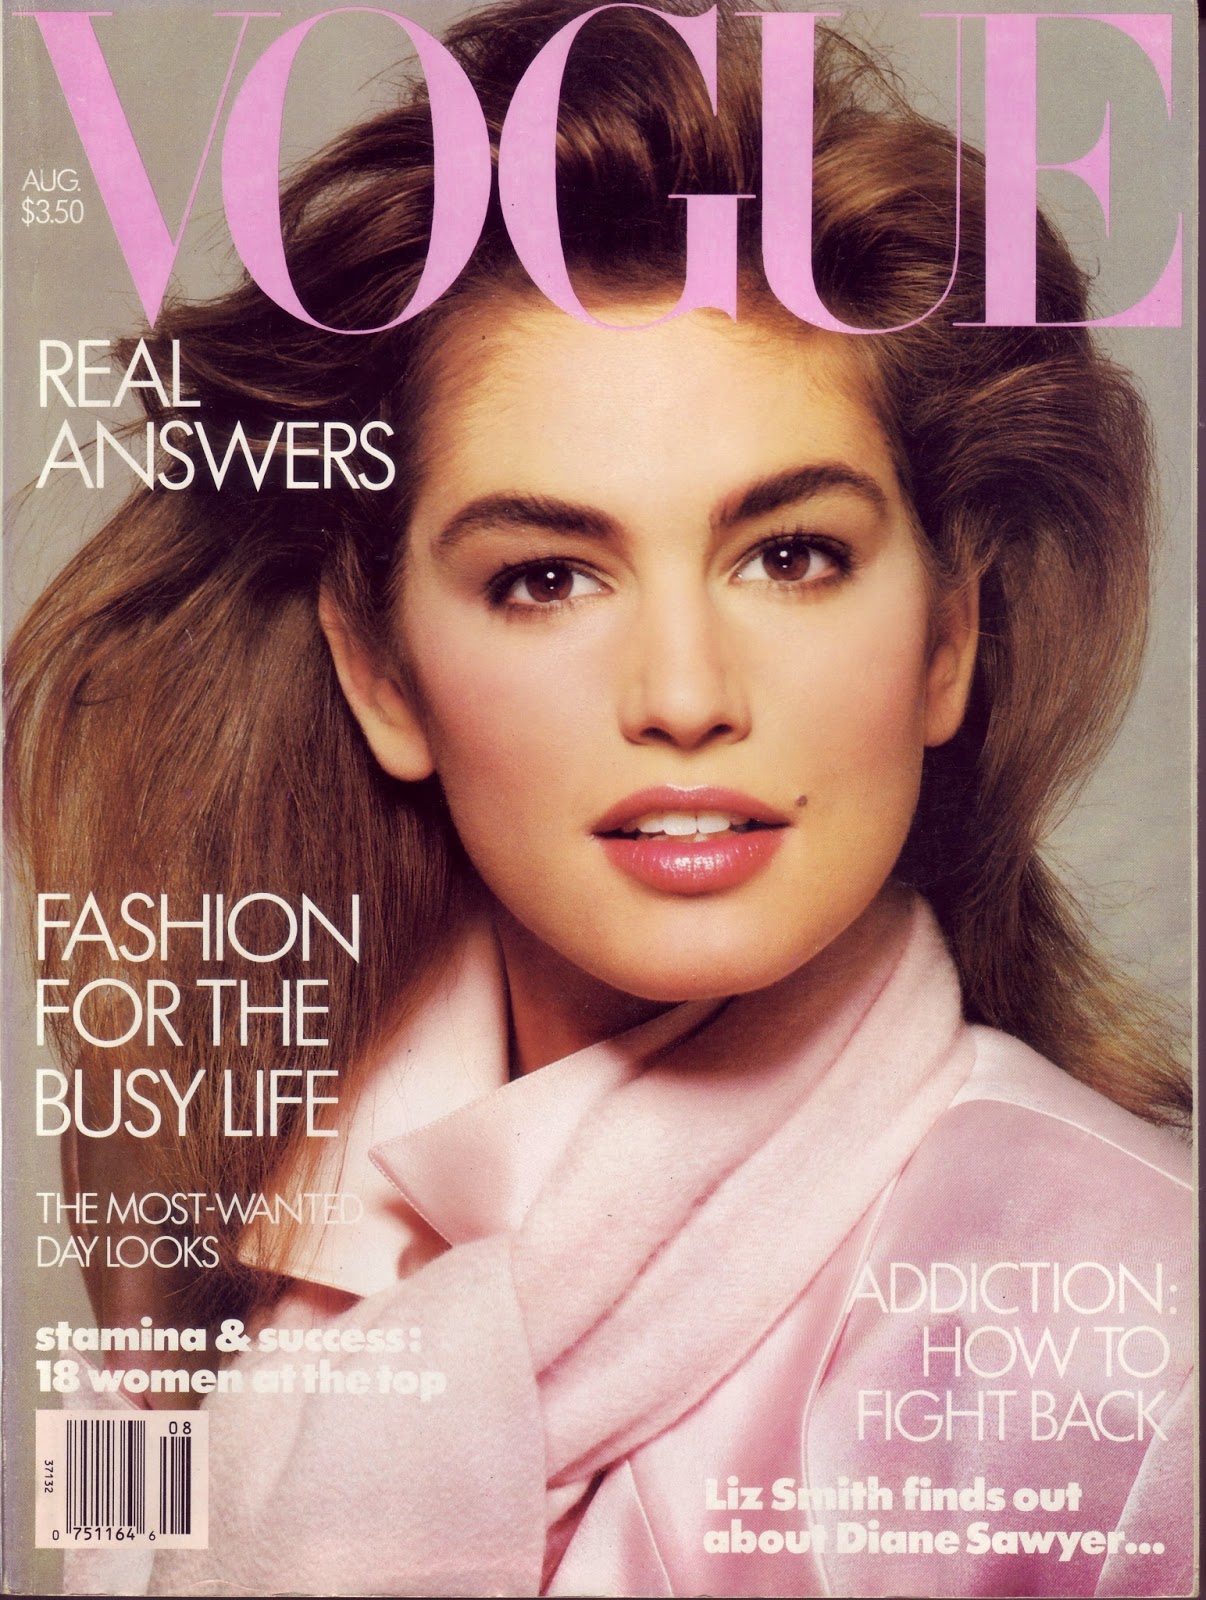 VOGUE
AUG.
$3.50
REAL
ANSWERS
FASHION
FOR THE
BUSY LIFE
THE MOST-WANTED
DAY LOOKS
stamina & success:
18 women at the top
ADDICTION:
HOW TO
FIGHT BACK
Liz Smith finds out
about Diane Sawyer...
08
37132
0 751164 6